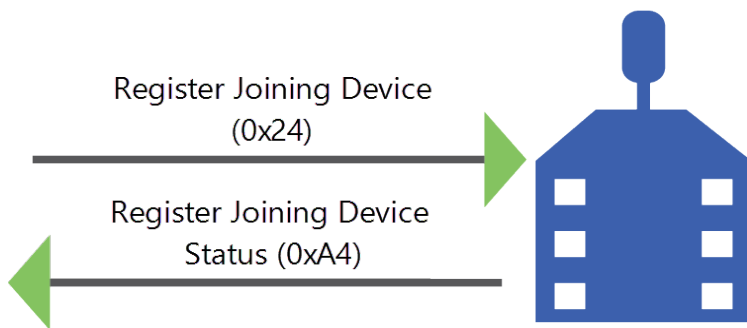 Register Joining Device
(0x24)
Register Joining Device
Status (0xA4)